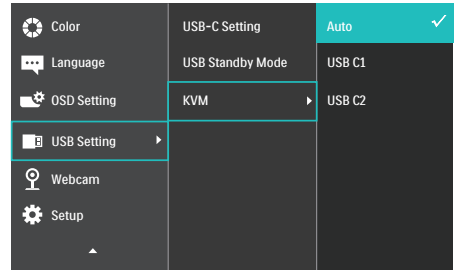 Color
Language
OSD Setting
USB Setting
Webcam
Setup
USB-C Setting
USB Standby Mode
KVM
Auto
USB C1
USB C2